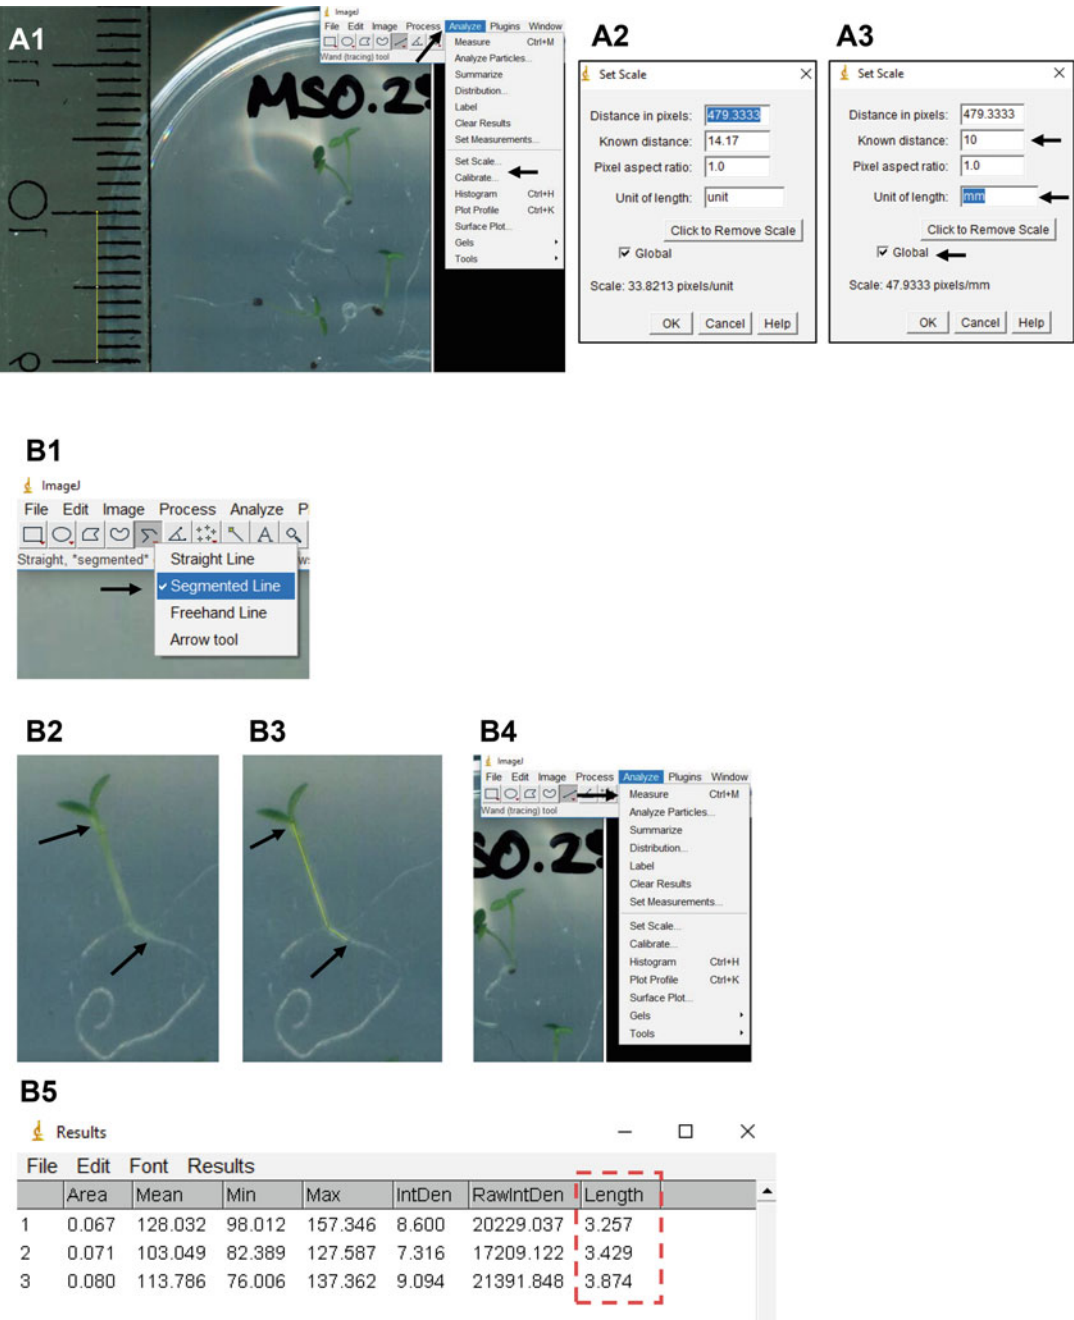 A1
ImageJ
File Edit Image Process Analyze Plugins Window
Wand (tracing) tool
Measure Ctrl+M
Analyze Particles...
Summarize
Distribution...
Label
Clear Results
Set Measurements...
Set Scale...
Calibrate...
Histogram Ctrl+H
Plot Profile Ctrl+K
Surface Plot...
Gels
Tools
10
9
A2
Set Scale
Distance in pixels: 479.3333
Known distance: 14.17
Pixel aspect ratio: 1.0
Unit of length: unit
Click to Remove Scale
Global
Scale: 33.8213 pixels/unit
OK Cancel Help
A3
Set Scale
Distance in pixels: 479.3333
Known distance: 10
Pixel aspect ratio: 1.0
Unit of length: mm
Click to Remove Scale
Global
Scale: 47.9333 pixels/mm
OK Cancel Help
B1
ImageJ
File Edit Image Process Analyze P
Straight, *segmented*
Straight Line
Segmented Line
Freehand Line
Arrow tool
B2
B3
B4
ImageJ
File Edit Image Process Analyze Plugins Window
Wand (tracing) tool
Measure Ctrl+M
Analyze Particles...
Summarize
Distribution...
Label
Clear Results
Set Measurements...
Set Scale...
Calibrate...
Histogram Ctrl+H
Plot Profile Ctrl+K
Surface Plot...
Gels
Tools
B5
Results
File Edit Font Results
Area Mean Min Max IntDen RawIntDen Length
1 0.067 128.032 98.012 157.346 8.600 20229.037 3.257
2 0.071 103.049 82.389 127.587 7.316 17209.122 3.429
3 0.080 113.786 76.006 137.362 9.094 21391.848 3.874